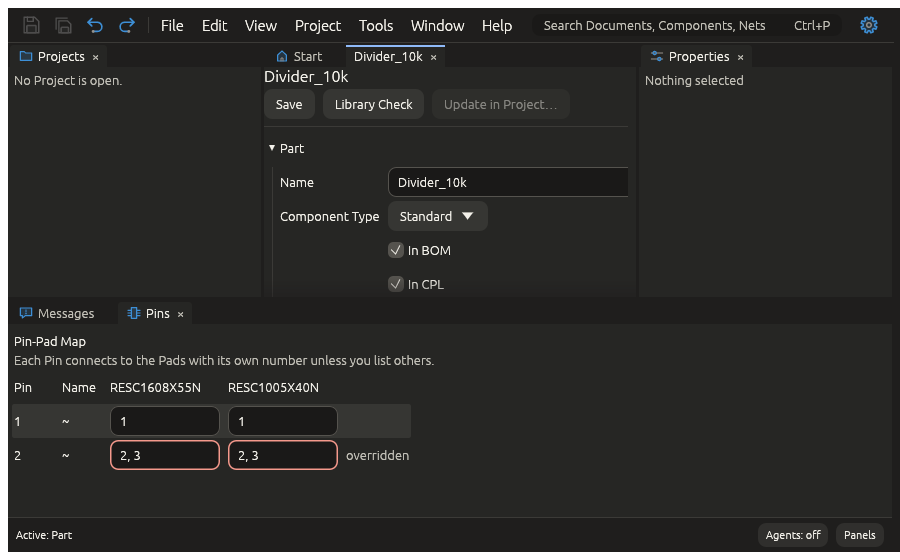 File Edit View Project Tools Window Help Search Documents, Components, Nets Ctrl+P
Projects ×
No Project is open.
Start Divider_10k ×
Divider_10k
Save Library Check Update in Project…
▾ Part
Name Divider_10k
Component Type Standard ▼
✓ In BOM
✓ In CPL
Properties ×
Nothing selected
Messages Pins ×
Pin-Pad Map
Each Pin connects to the Pads with its own number unless you list others.
Pin Name RESC1608X55N RESC1005X40N
1 ~ 1 1
2 ~ 2, 3 2, 3 overridden
Active: Part Agents: off Panels